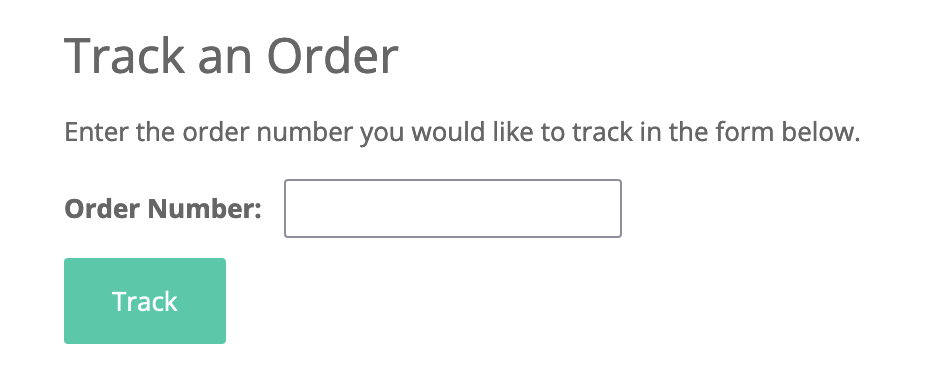 Track an Order
Enter the order number you would like to track in the form below.
Order Number:
Track